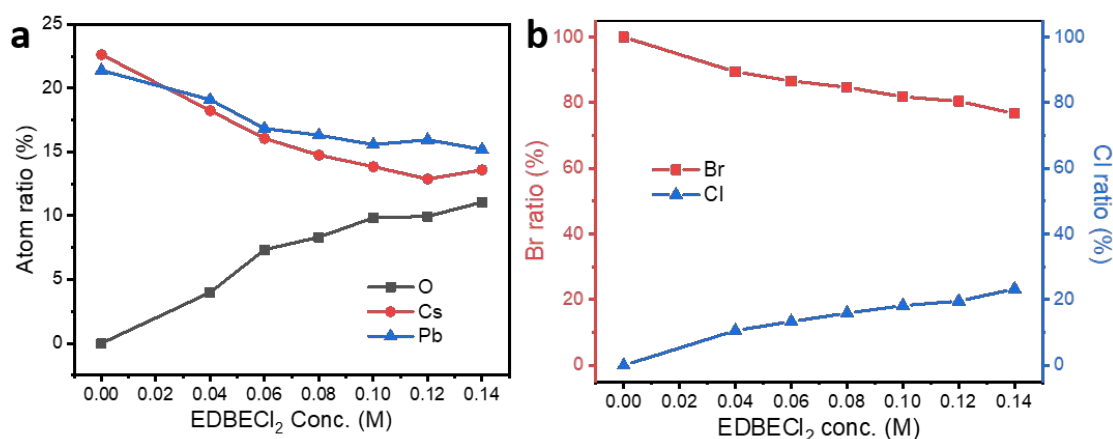 a
25
20
15
10
5
0
Atom ratio (%)
O
Cs
Pb
0.00 0.02 0.04 0.06 0.08 0.10 0.12 0.14
EDBECl₂ Conc. (M)
b
100
80
60
40
20
0
Br ratio (%)
Br
Cl
100
80
60
40
20
0
Cl ratio (%)
0.00 0.02 0.04 0.06 0.08 0.10 0.12 0.14
EDBECl₂ conc. (M)